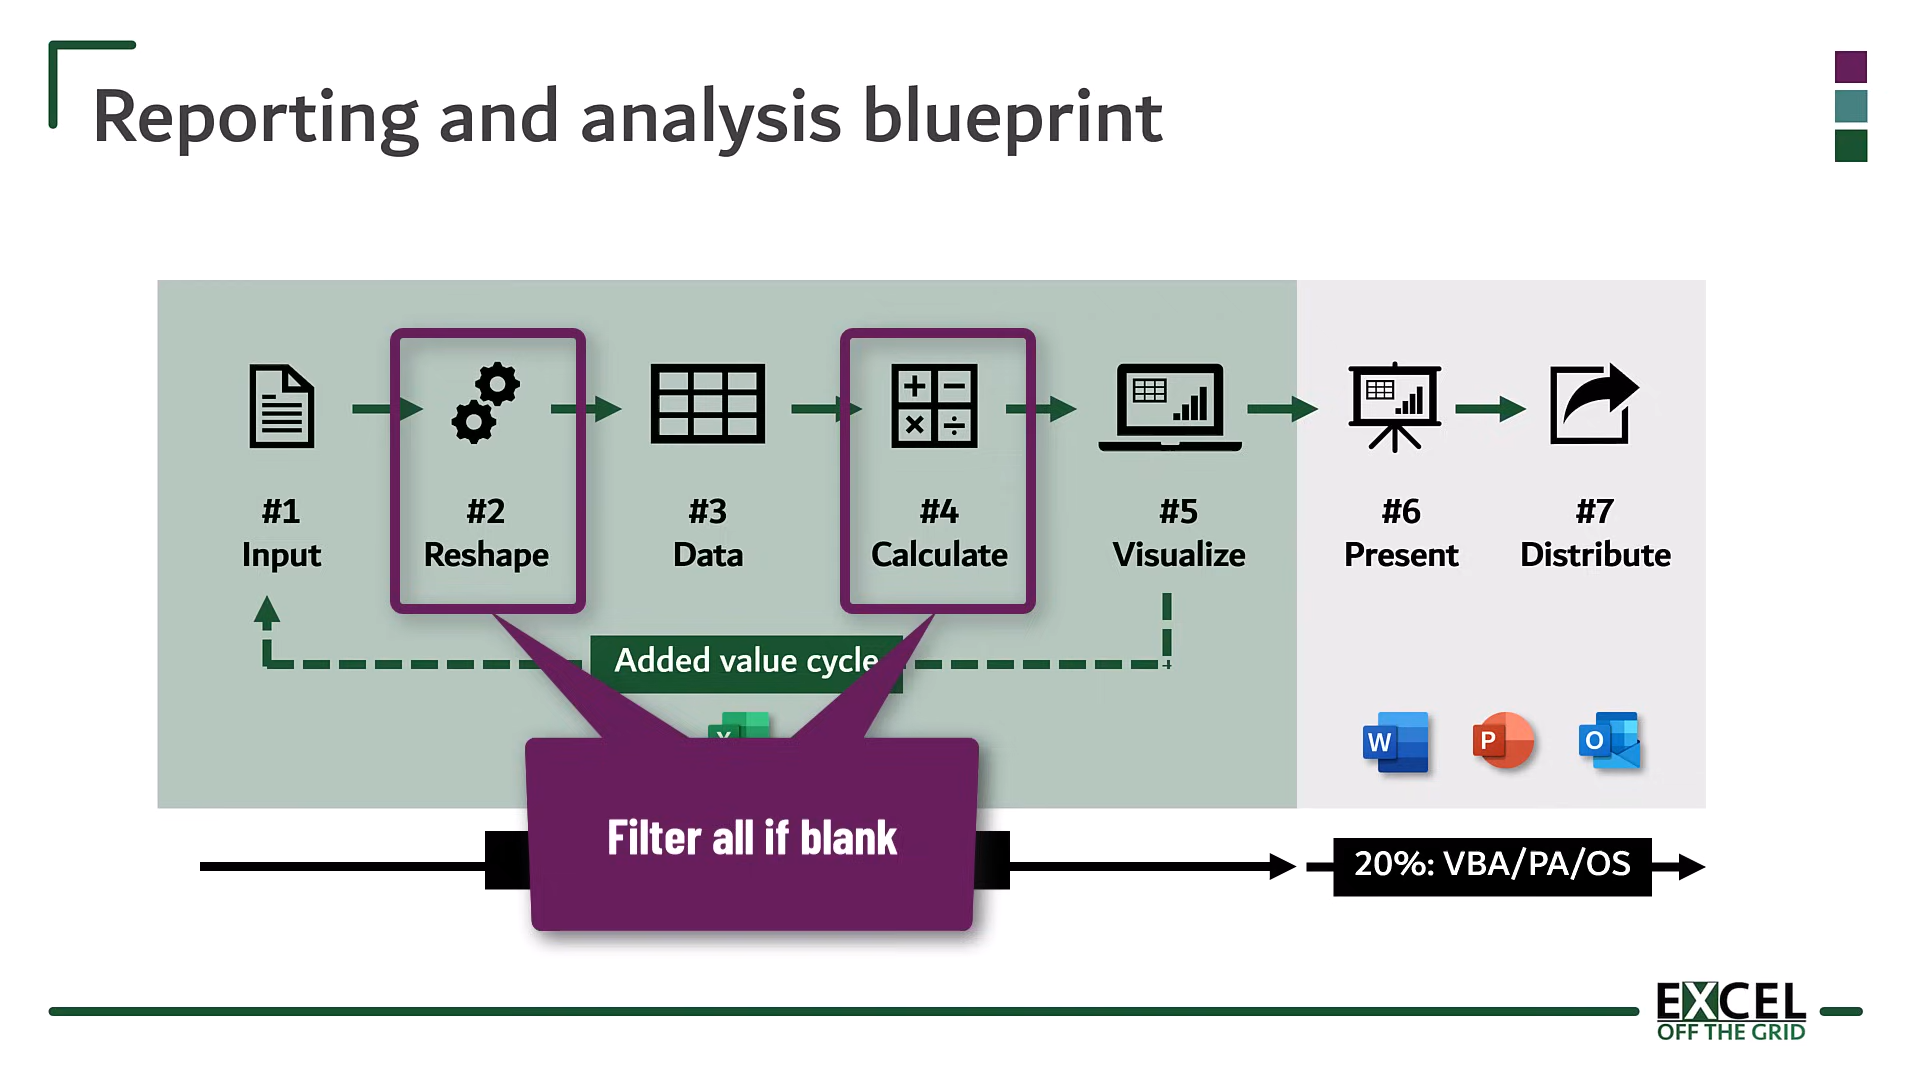 Reporting and analysis blueprint
#1
Input
#2
Reshape
#3
Data
#4
Calculate
#5
Visualize
#6
Present
#7
Distribute
Added value cycle
X
W
P
O
Filter all if blank
20%: VBA/PA/OS
EXCEL
OFF THE GRID